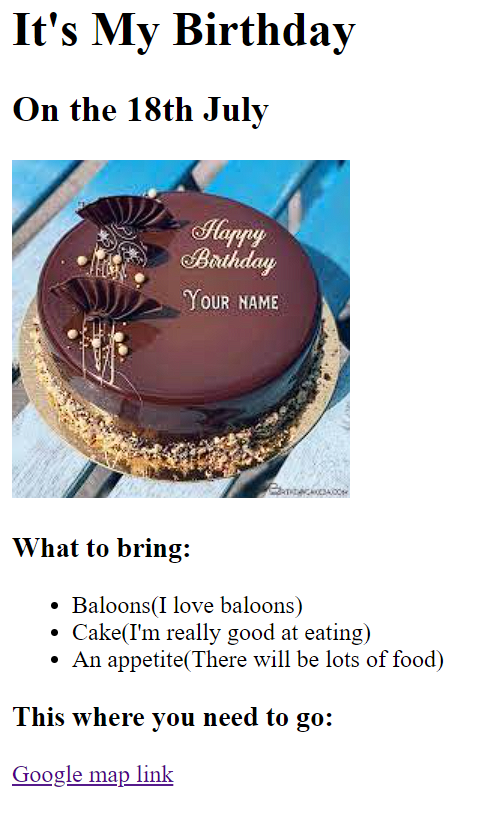 It's My Birthday
On the 18th July
Happy
Birthday
YOUR NAME
What to bring:
Baloons(I love baloons)
Cake(I'm really good at eating)
An appetite(There will be lots of food)
This where you need to go:
Google map link